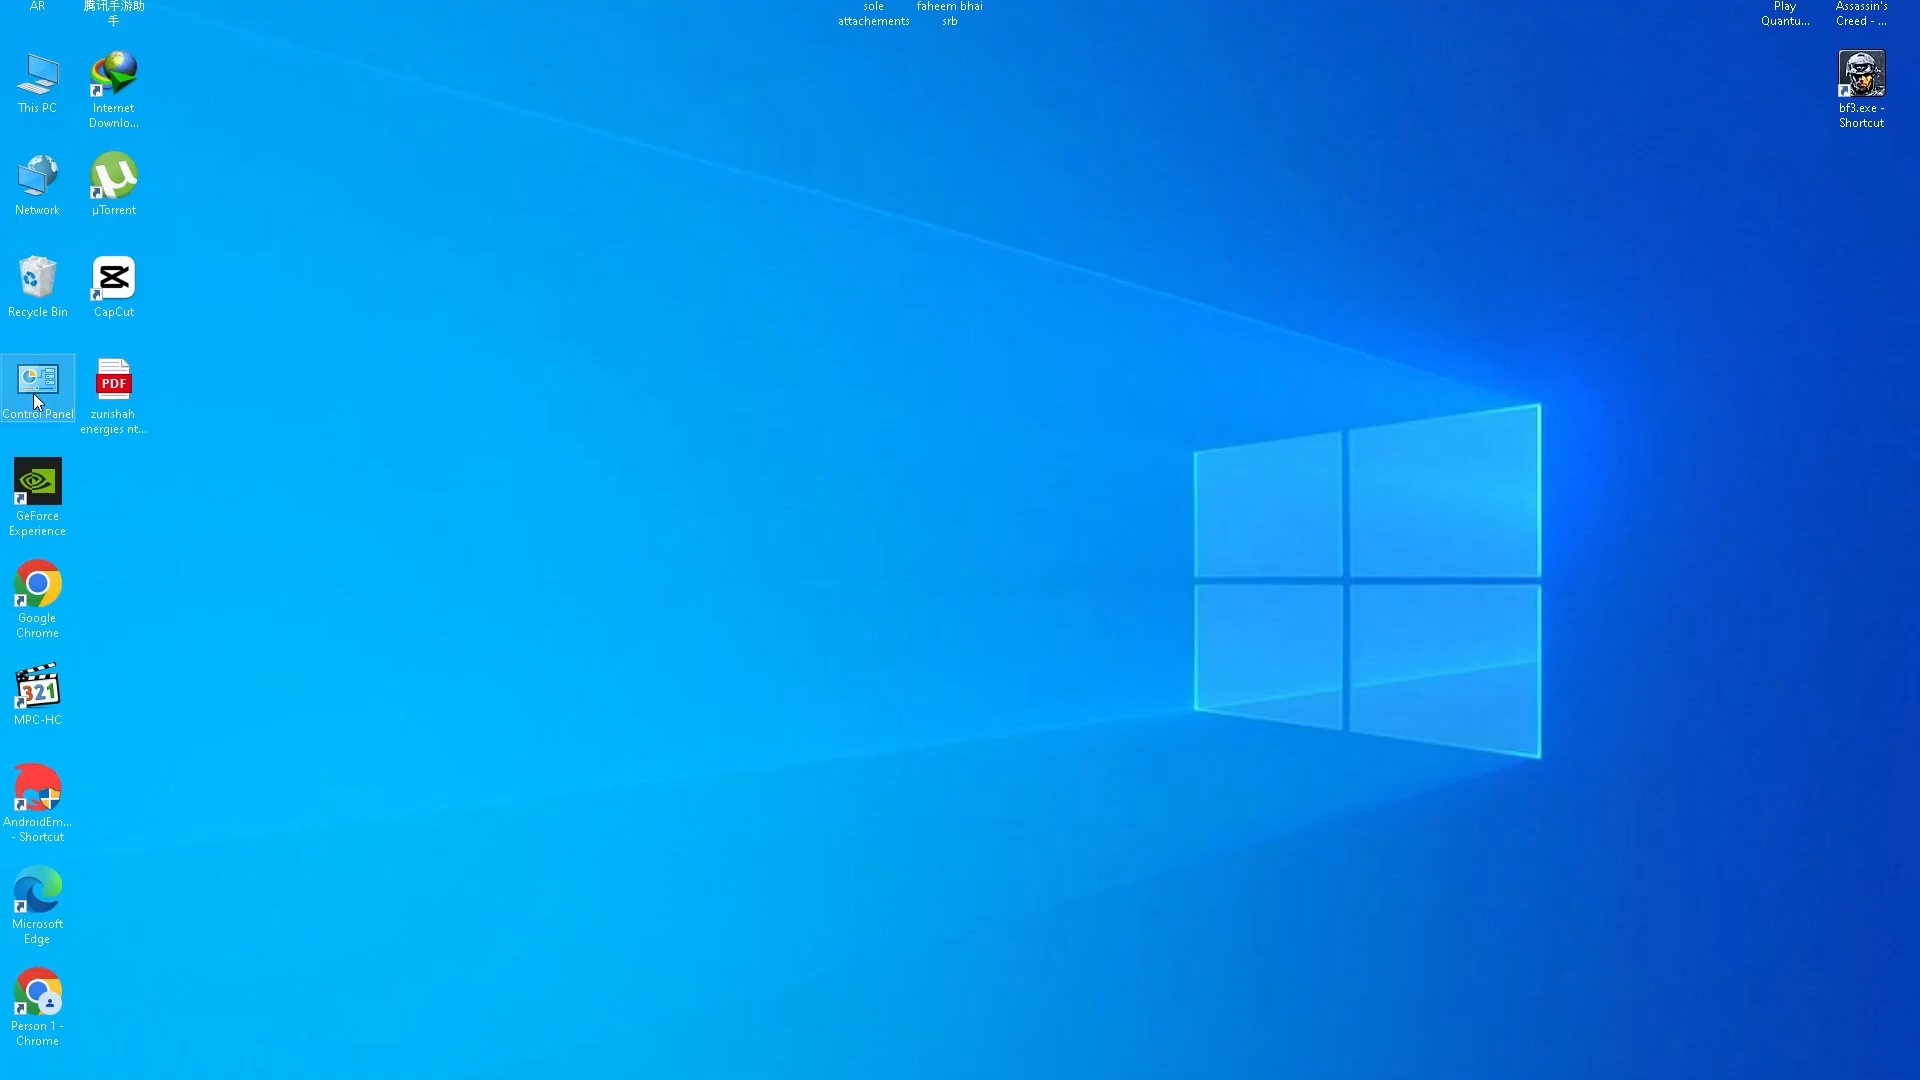 AR
腾讯手游助
手
sole
attachements
faheem bhai
srb
Play
Quantu...
Assassin's
Creed - ...
This PC
Internet
Downlo...
bf3.exe -
Shortcut
Network
µ
µTorrent
Recycle Bin
CapCut
Control Panel
PDF
zurishah
energies nt...
GeForce
Experience
Google
Chrome
321
MPC-HC
AndroidEm...
- Shortcut
Microsoft
Edge
Person 1 -
Chrome